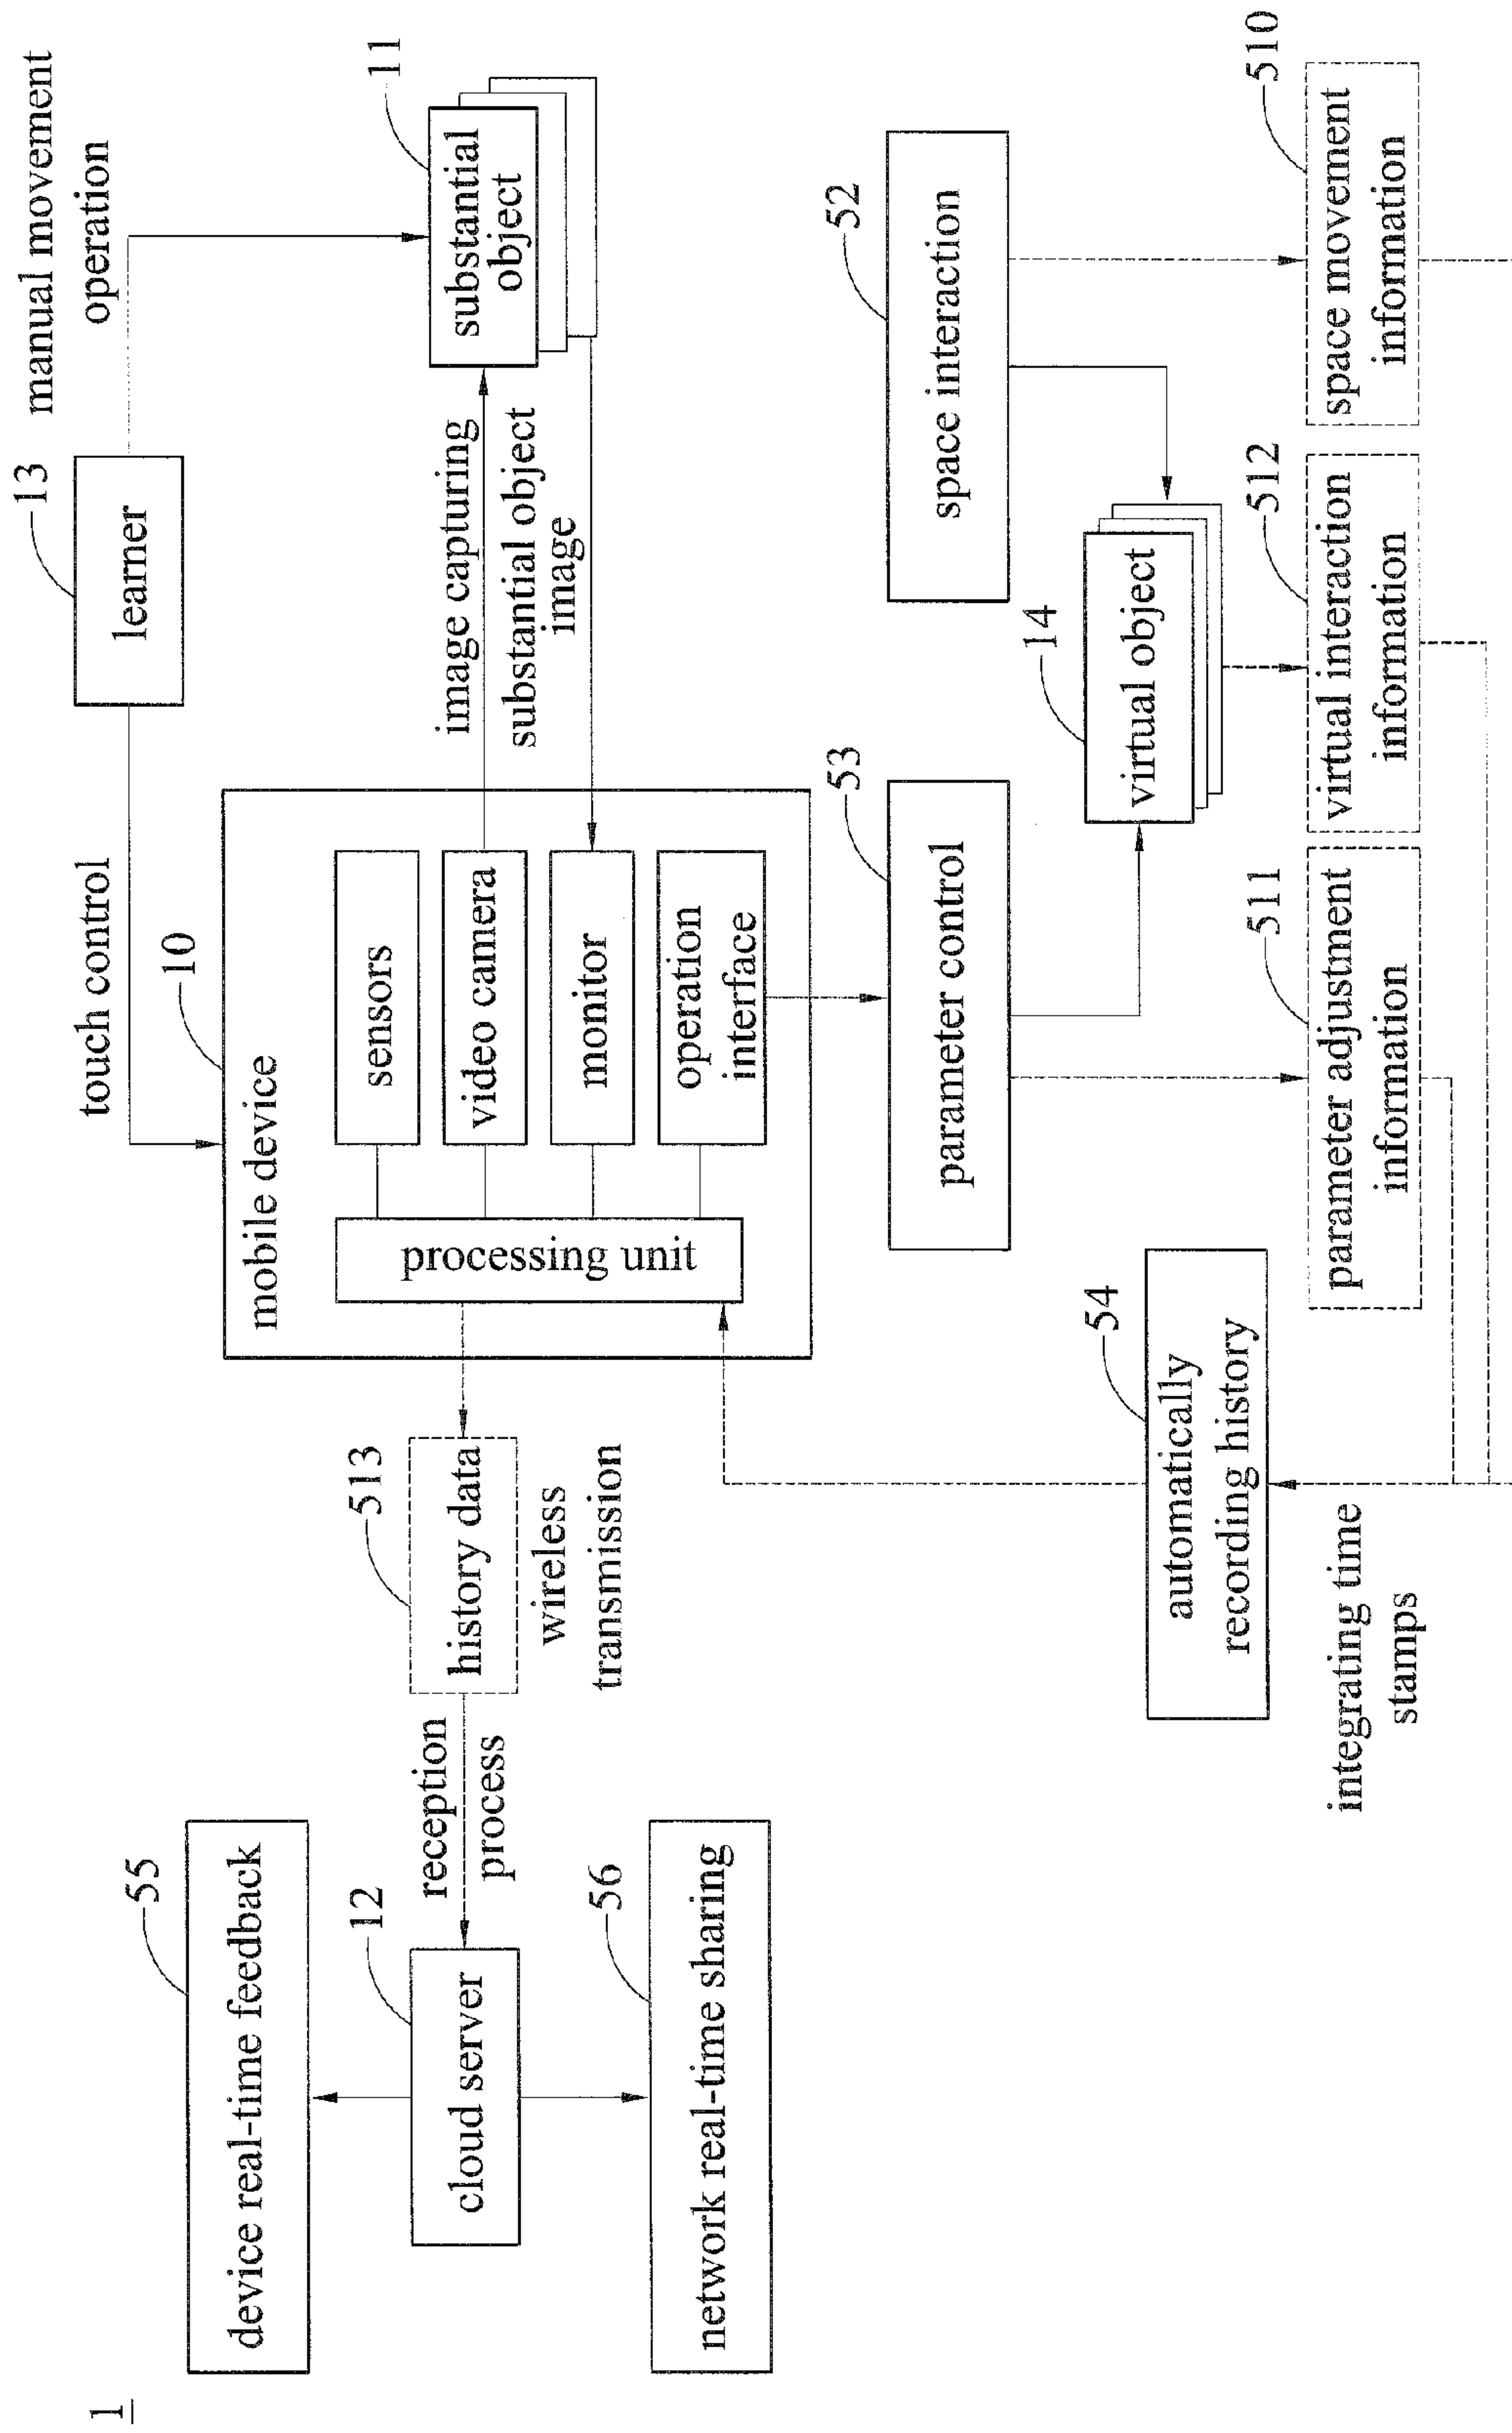 1
13
learner
manual movement
operation
touch control
11
substantial
object
image capturing
substantial object
image
10
mobile device
sensors
video camera
monitor
operation
interface
processing unit
55
device real-time feedback
12
cloud server
reception
process
513
history data
wireless
transmission
56
network real-time sharing
53
parameter control
52
space interaction
14
virtual object
54
automatically
recording history
integrating time
stamps
511
parameter adjustment
information
512
virtual interaction
information
510
space movement
information